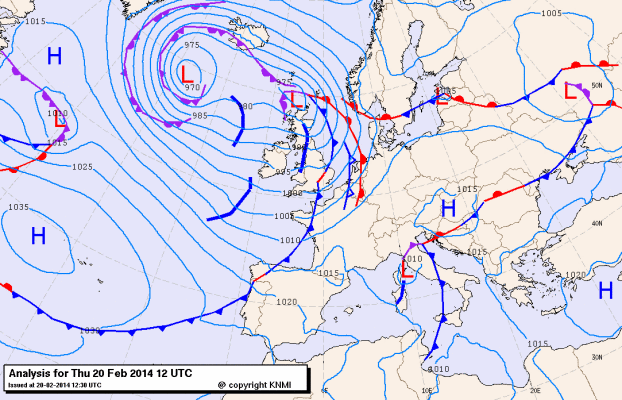 1015
1005
H
975
L
970
975
50N
L
985
L
L
980
1010
L
985
990
1015
995
1025
1000
1015
1035
1005
H
H
1010
40N
1015
1010
L
1015
1020
H
1020
1030
30N
1010
Analysis for Thu 20 Feb 2014 12 UTC
Issued at 20-02-2014 12:30 UTC
@ copyright KNMI
0E
10E
20E